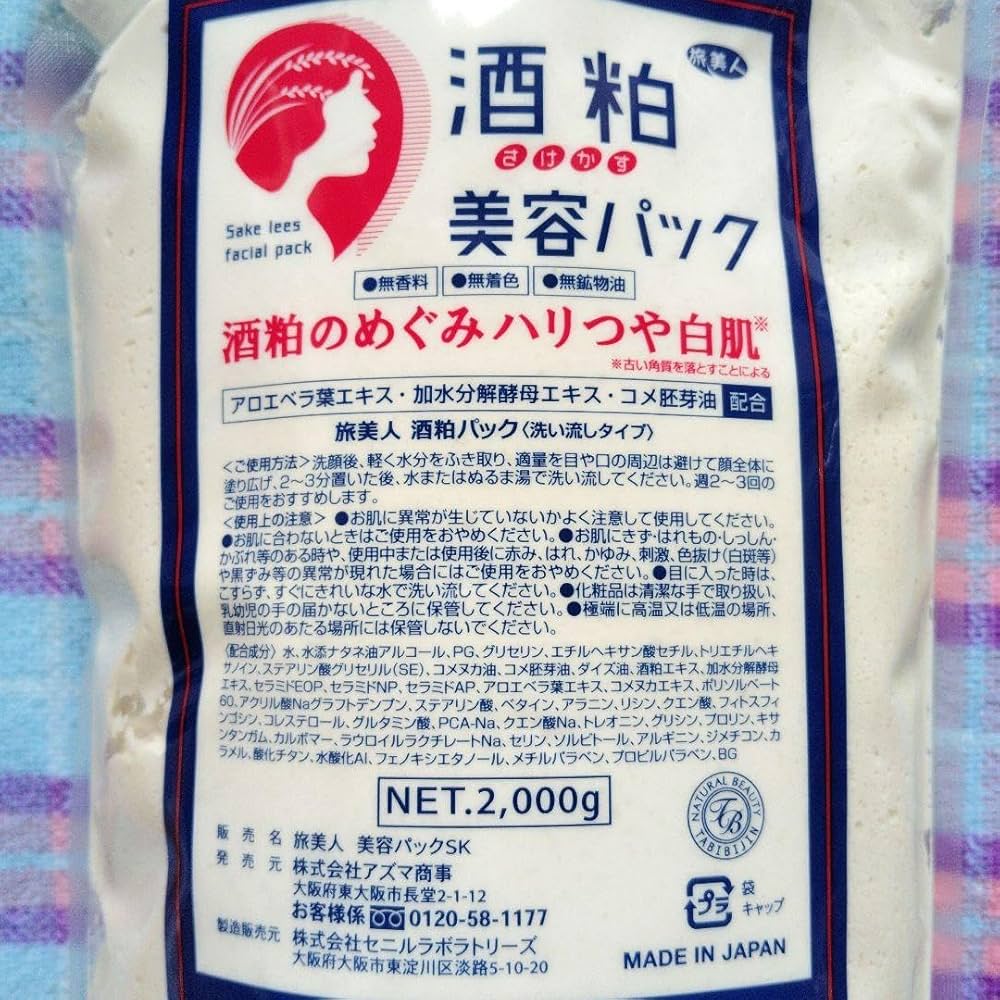 旅美人
酒粕
さけかす
美容パック
Sake lees
facial pack
●無香料 ●無着色 ●無鉱物油
酒粕のめぐみハリつや白肌※
※古い角質を落とすことによる
アロエベラ葉エキス・加水分解酵母エキス・コメ胚芽油 配合
旅美人 酒粕パック〈洗い流しタイプ〉
＜ご使用方法＞洗顔後、軽く水分をふき取り、適量を目や口の周辺は避けて顔全体に
塗り広げ、2〜3分置いた後、水またはぬるま湯で洗い流してください。週2〜3回の
ご使用をおすすめします。
＜使用上の注意＞ ●お肌に異常が生じていないかよく注意して使用してください。
●お肌に合わないときはご使用をおやめください。●お肌にきず・はれもの・しっしん・
かぶれ等のある時や、使用中または使用後に赤み、はれ、かゆみ、刺激、色抜け(白斑等)
や黒ずみ等の異常が現れた場合にはご使用をおやめください。●目に入った時は、
こすらず、すぐにきれいな水で洗い流してください。●化粧品は清潔な手で取り扱い、
乳幼児の手の届かないところに保管してください。●極端に高温又は低温の場所、
直射日光のあたる場所には保管しないでください。
〈配合成分〉水、水添ナタネ油アルコール、PG、グリセリン、エチルヘキサン酸セチル、トリエチルヘキ
サノイン、ステアリン酸グリセリル(SE)、コメヌカ油、コメ胚芽油、ダイズ油、酒粕エキス、加水分解酵母
エキス、セラミドEOP、セラミドNP、セラミドAP、アロエベラ葉エキス、コメヌカエキス、ポリソルベート
60、アクリル酸Naグラフトデンプン、ステアリン酸、ベタイン、アラニン、リシン、クエン酸、フィトスフィ
ンゴシン、コレステロール、グルタミン酸、PCA-Na、クエン酸Na、トレオニン、グリシン、プロリン、キサ
ンタンガム、カルボマー、ラウロイルラクチレートNa、セリン、ソルビトール、アルギニン、ジメチコン、カ
ラメル、酸化チタン、水酸化Al、フェノキシエタノール、メチルパラベン、プロピルパラベン、BG
NET.2,000g
NATURAL BEAUTY
TB
TABIBIJIN
販売名 旅美人 美容パックSK
発売元 株式会社アズマ商事
大阪府東大阪市長堂2-1-12
お客様係 0120-58-1177
製造販売元 株式会社セニルラボラトリーズ
大阪府大阪市東淀川区淡路5-10-20
プラ
袋
キャップ
MADE IN JAPAN